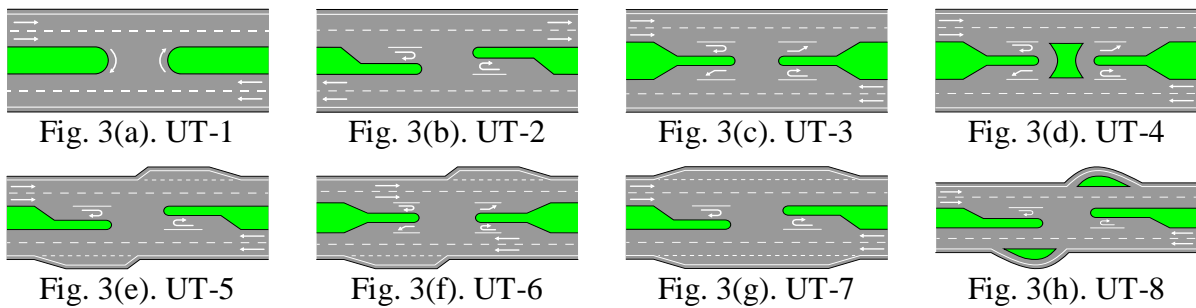 Fig. 3(a). UT-1
Fig. 3(b). UT-2
Fig. 3(c). UT-3
Fig. 3(d). UT-4
Fig. 3(e). UT-5
Fig. 3(f). UT-6
Fig. 3(g). UT-7
Fig. 3(h). UT-8